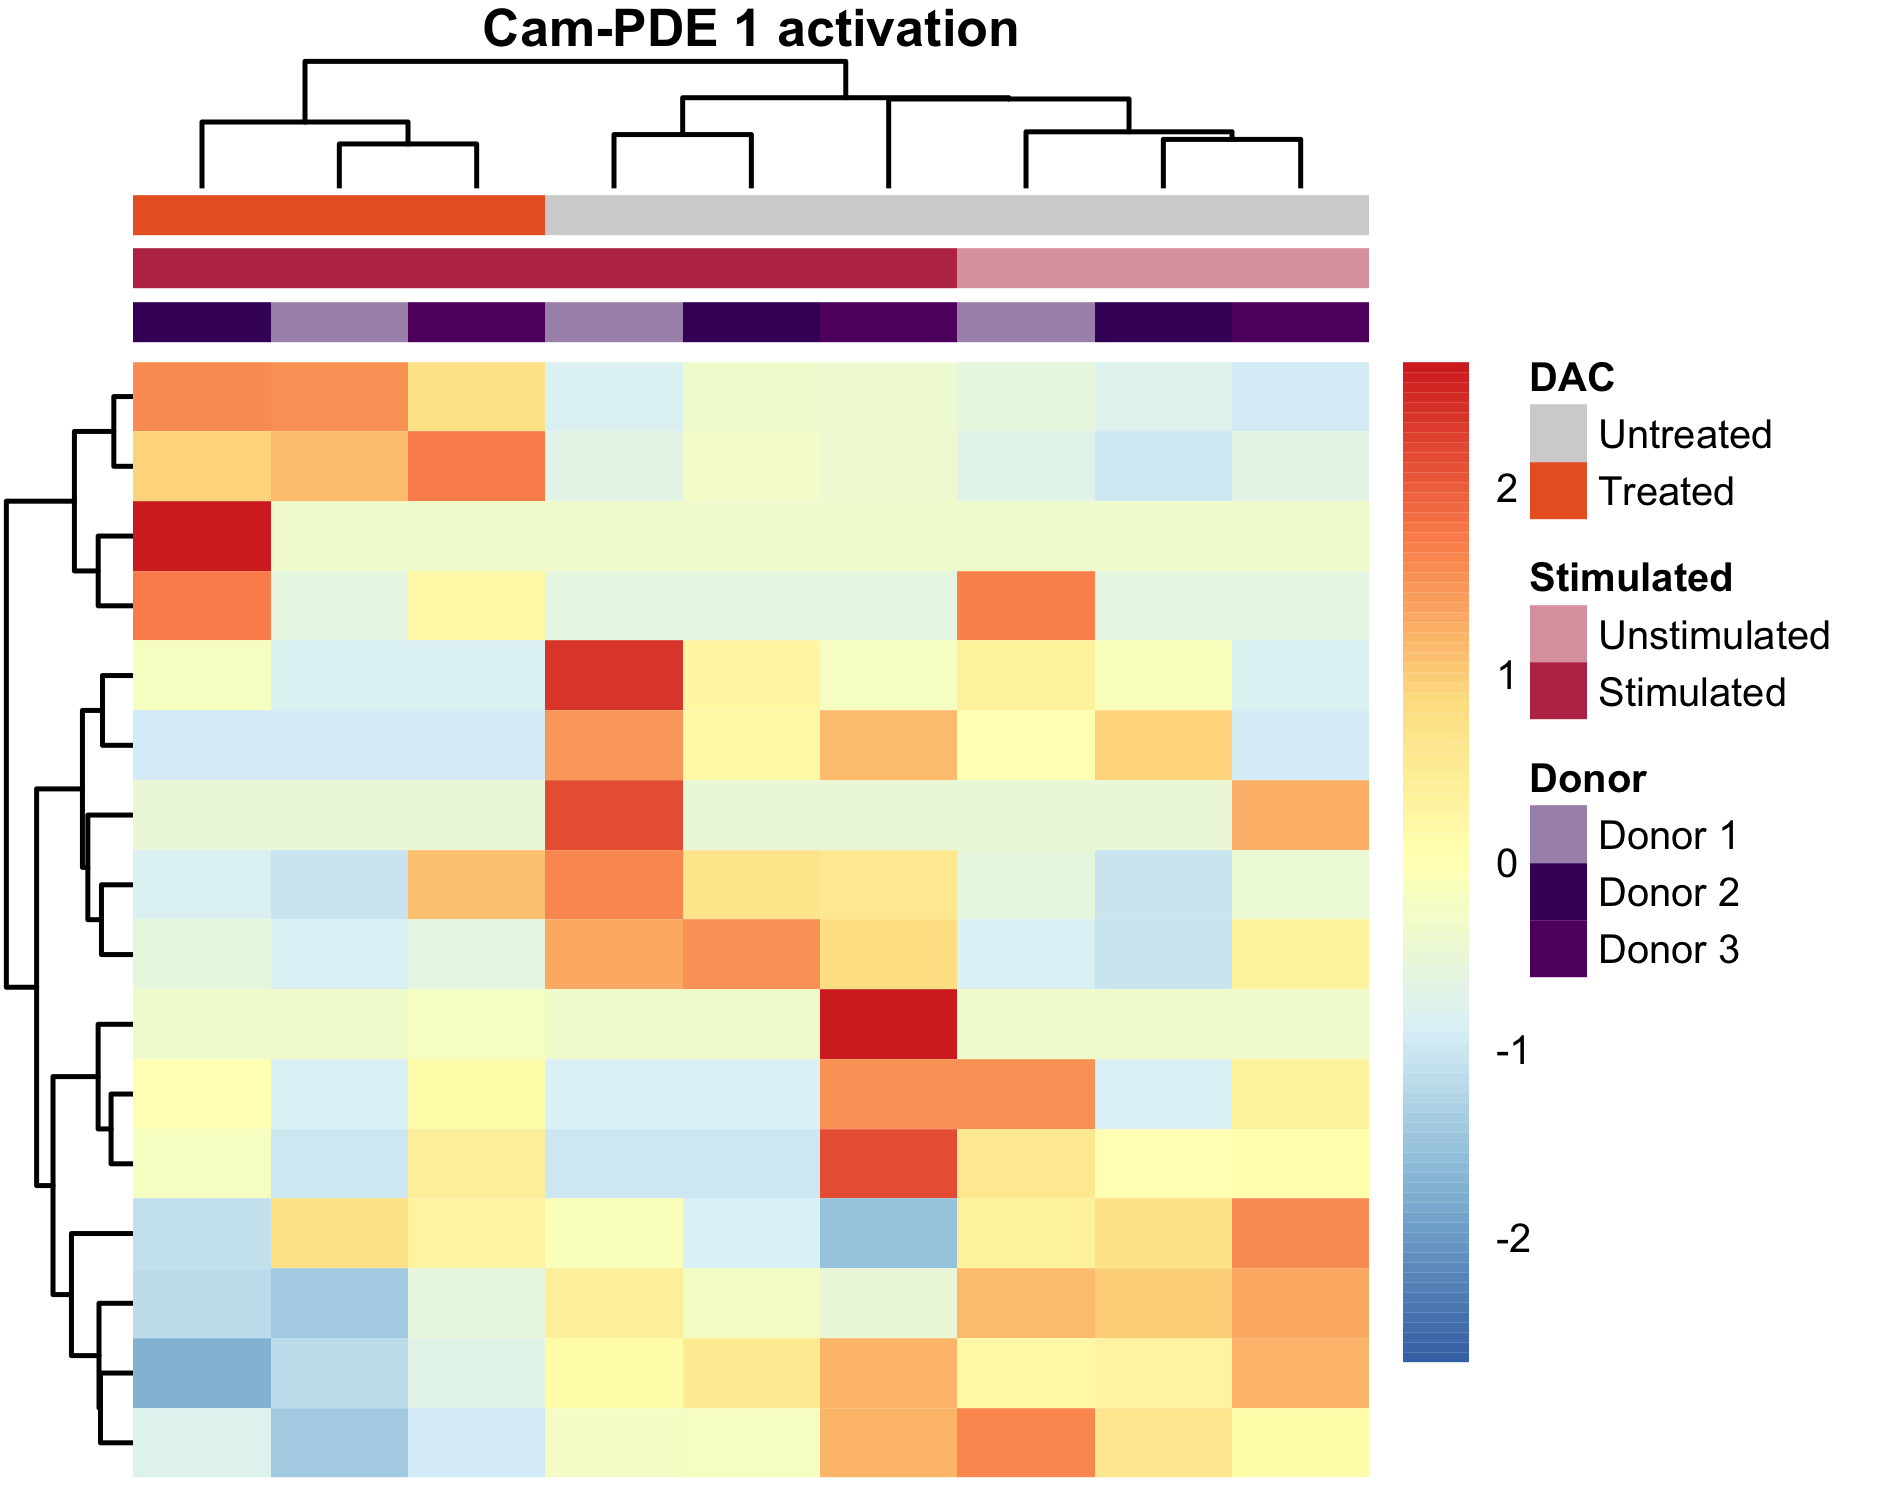 Cam-PDE 1 activation
DAC
Untreated
Treated
Stimulated
Unstimulated
Stimulated
Donor
Donor 1
Donor 2
Donor 3
2
1
0
-1
-2